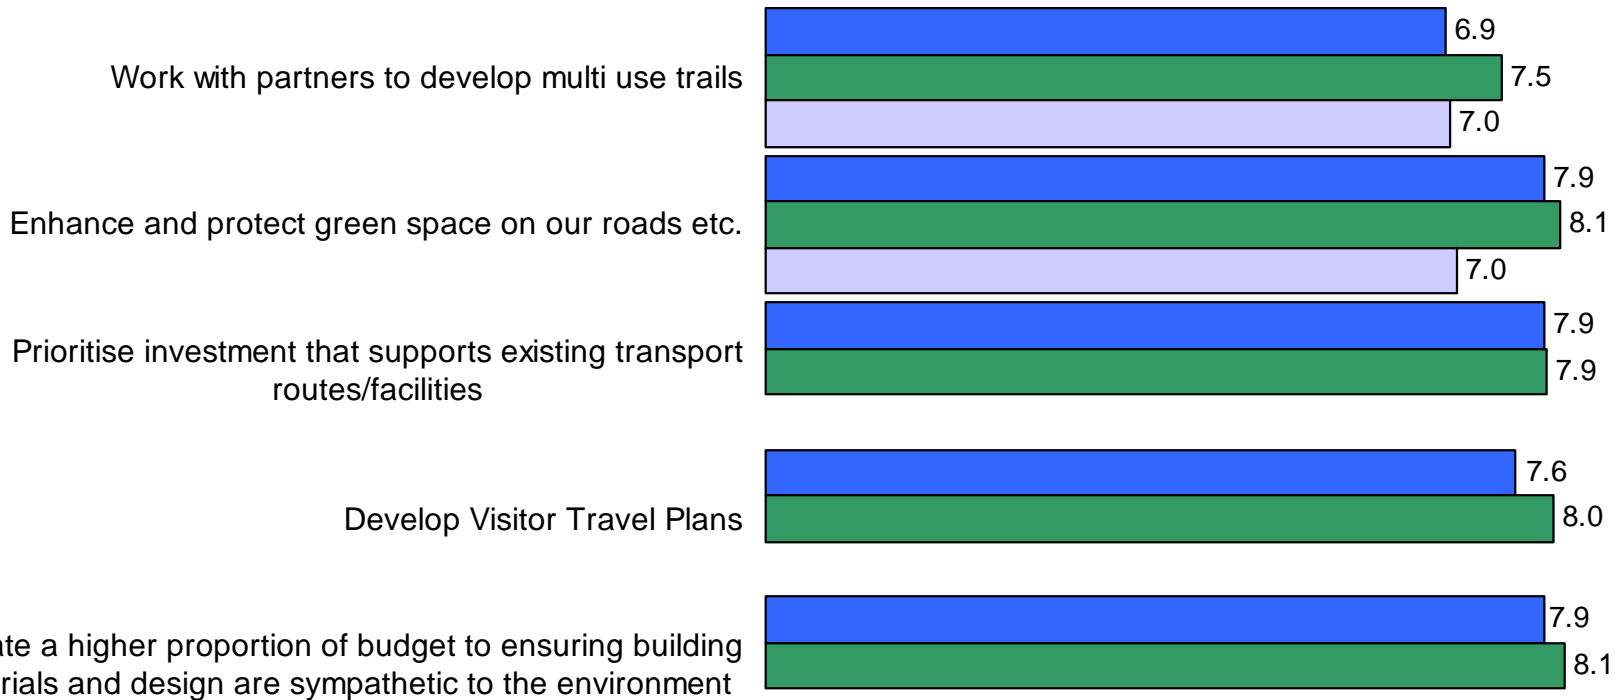 6.9
Work with partners to develop multi use trails
7.5
7.0
7.9
Enhance and protect green space on our roads etc.
8.1
7.0
7.9
Prioritise investment that supports existing transport
routes/facilities
7.9
7.6
Develop Visitor Travel Plans
8.0
7.9
a higher proportion of budget to ensuring building
and design are sympathetic to the environment
8.1